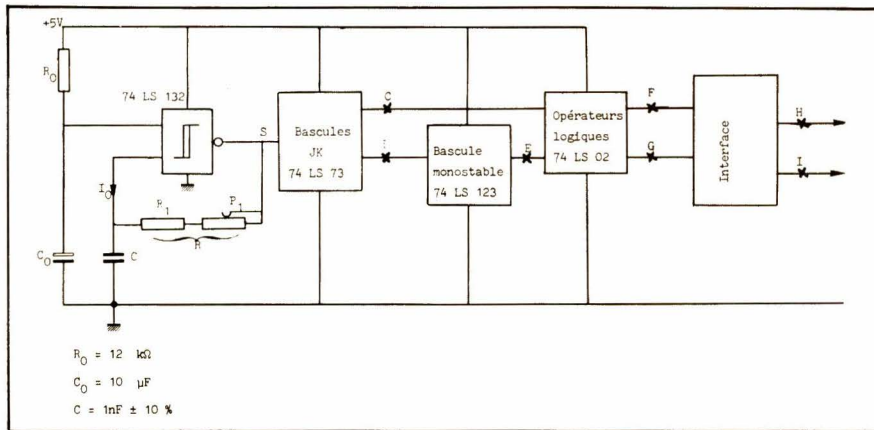 +5V
R₀
74 LS 132
S
I₀
R₁
P₁
R
C₀
C
Bascules
JK
74 LS 73
C
Bascule
monostable
74 LS 123
E
Opérateurs
logiques
74 LS 02
F
G
Interface
H
I
R₀ = 12 kΩ
C₀ = 10 µF
C = 1nF ± 10 %